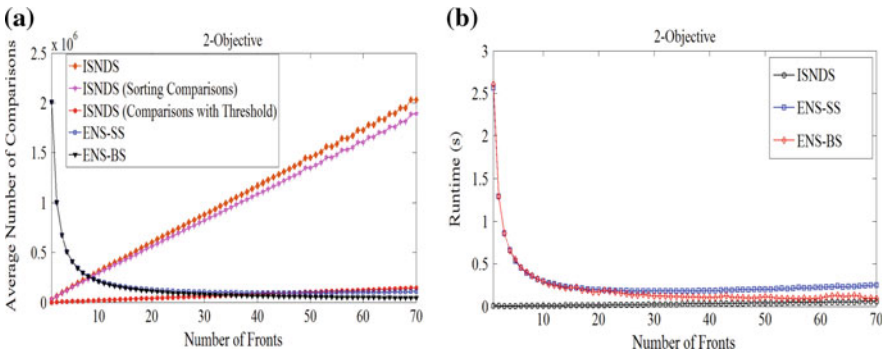 (a)
2-Objective
×10⁶
2.5
2
1.5
1
0.5
0
10 20 30 40 50 60 70
Average Number of Comparisons
Number of Fronts
ISNDS
ISNDS (Sorting Comparisons)
ISNDS (Comparisons with Threshold)
ENS-SS
ENS-BS
(b)
2-Objective
3
2.5
2
1.5
1
0.5
0
10 20 30 40 50 60 70
Runtime (s)
Number of Fronts
ISNDS
ENS-SS
ENS-BS